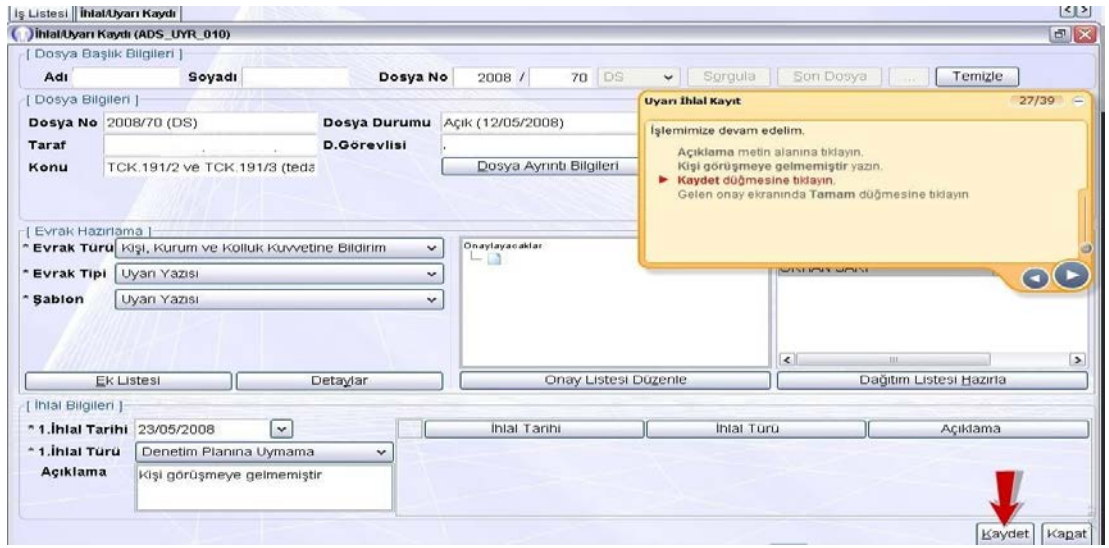 İş Listesi İhlal/Uyarı Kaydı
İhlal/Uyarı Kaydı (ADS_UYR_010)
[ Dosya Başlık Bilgileri ]
Adı Soyadı Dosya No 2008 / 70 DS Sorgula Son Dosya ... Temizle
[ Dosya Bilgileri ]
Dosya No 2008/70 (DS) Dosya Durumu Açık (12/05/2008)
Taraf D.Görevlisi
Konu TCK.191/2 ve TCK.191/3 (teda Dosya Ayrıntı Bilgileri
Uyarı İhlal Kayıt 27/39
İşlemimize devam edelim.
Açıklama metin alanına tıklayın.
Kişi görüşmeye gelmemiştir yazın.
Kaydet düğmesine tıklayın.
Gelen onay ekranında Tamam düğmesine tıklayın
[ Evrak Hazırlama ]
* Evrak Türü Kişi, Kurum ve Kolluk Kuvvetine Bildirim
* Evrak Tipi Uyarı Yazısı
* Şablon Uyarı Yazısı
Onaylayacaklar
Ek Listesi Detaylar Onay Listesi Düzenle Dağıtım Listesi Hazırla
[ İhlal Bilgileri ]
* 1.İhlal Tarihi 23/05/2008 İhlal Tarihi İhlal Türü Açıklama
* 1.İhlal Türü Denetim Planına Uymama
Açıklama Kişi görüşmeye gelmemiştir
Kaydet Kapat